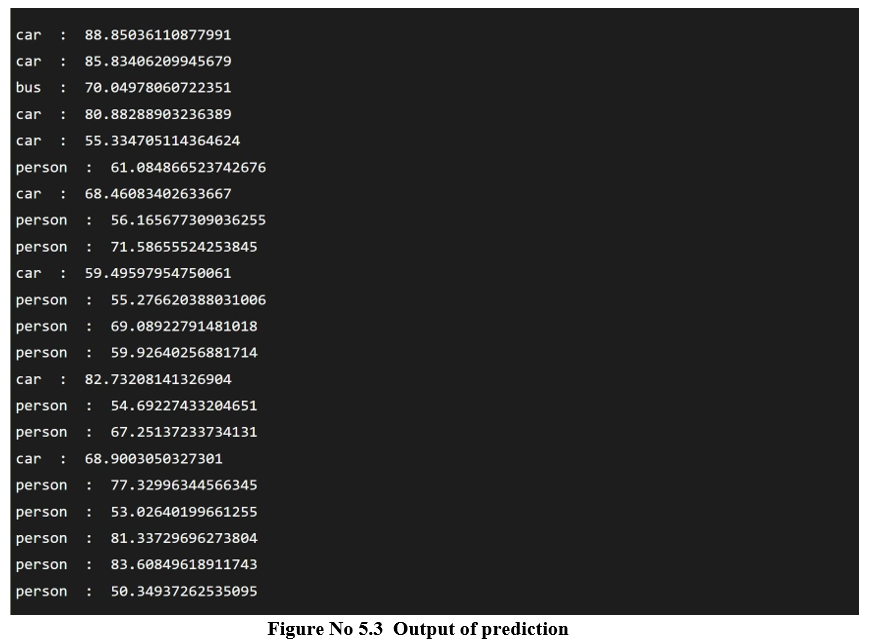 car : 88.85036110877991
car : 85.83406209945679
bus : 70.04978060722351
car : 80.88288903236389
car : 55.334705114364624
person : 61.084866523742676
car : 68.46083402633667
person : 56.165677309036255
person : 71.58655524253845
car : 59.49597954750061
person : 55.276620388031006
person : 69.08922791481018
person : 59.92640256881714
car : 82.73208141326904
person : 54.69227433204651
person : 67.25137233734131
car : 68.9003050327301
person : 77.32996344566345
person : 53.02640199661255
person : 81.33729696273804
person : 83.60849618911743
person : 50.34937262535095
Figure No 5.3 Output of prediction